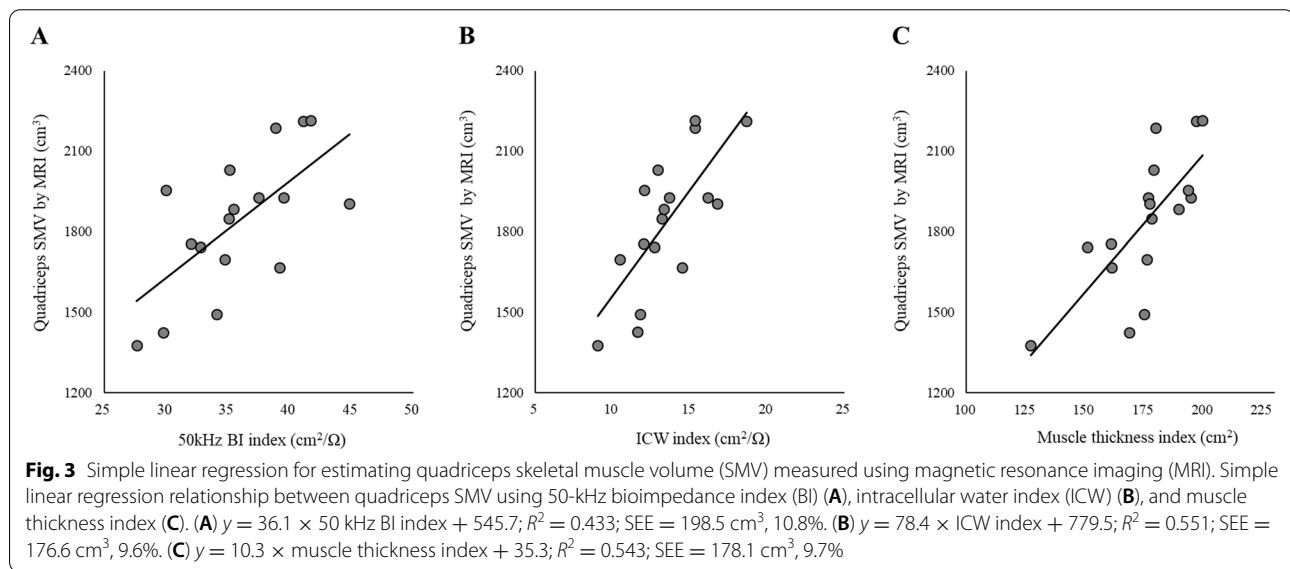 A
B
C
2400
2100
1800
1500
1200
Quadriceps SMV by MRI (cm³)
25 30 35 40 45 50
50kHz BI index (cm²/Ω)
2400
2100
1800
1500
1200
Quadriceps SMV by MRI (cm³)
5 10 15 20 25
ICW index (cm²/Ω)
2400
2100
1800
1500
1200
Quadriceps SMV by MRI (cm³)
100 125 150 175 200 225
Muscle thickness index (cm²)
Fig. 3 Simple linear regression for estimating quadriceps skeletal muscle volume (SMV) measured using magnetic resonance imaging (MRI). Simple
linear regression relationship between quadriceps SMV using 50-kHz bioimpedance index (BI) (A), intracellular water index (ICW) (B), and muscle
thickness index (C). (A) y = 36.1 × 50 kHz BI index + 545.7; R² = 0.433; SEE = 198.5 cm³, 10.8%. (B) y = 78.4 × ICW index + 779.5; R² = 0.551; SEE =
176.6 cm³, 9.6%. (C) y = 10.3 × muscle thickness index + 35.3; R² = 0.543; SEE = 178.1 cm³, 9.7%